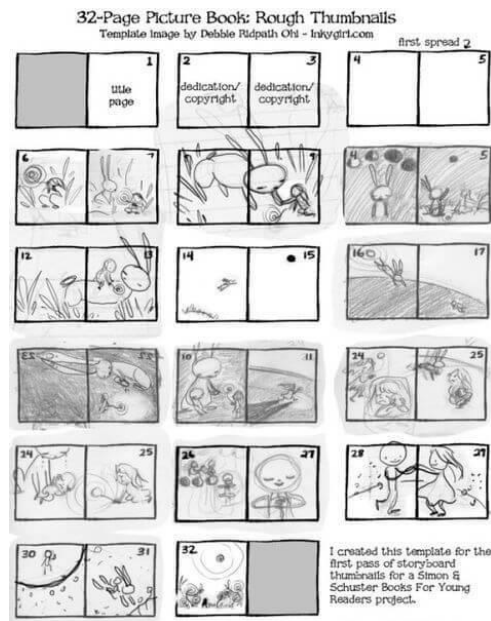 32-Page Picture Book: Rough Thumbnails
Template image by Debbie Ridpath Ohi - Inkygirl.com
first spread
1
title
page
2
3
dedication/
copyright
dedication/
copyright
4
5
6
7
9
4
5
12
13
14
15
16
17
10
11
24
25
24
25
26
27
28
29
30
31
32
I created this template for the
first pass of storyboard
thumbnails for a Simon &
Schuster Books For Young
Readers project.